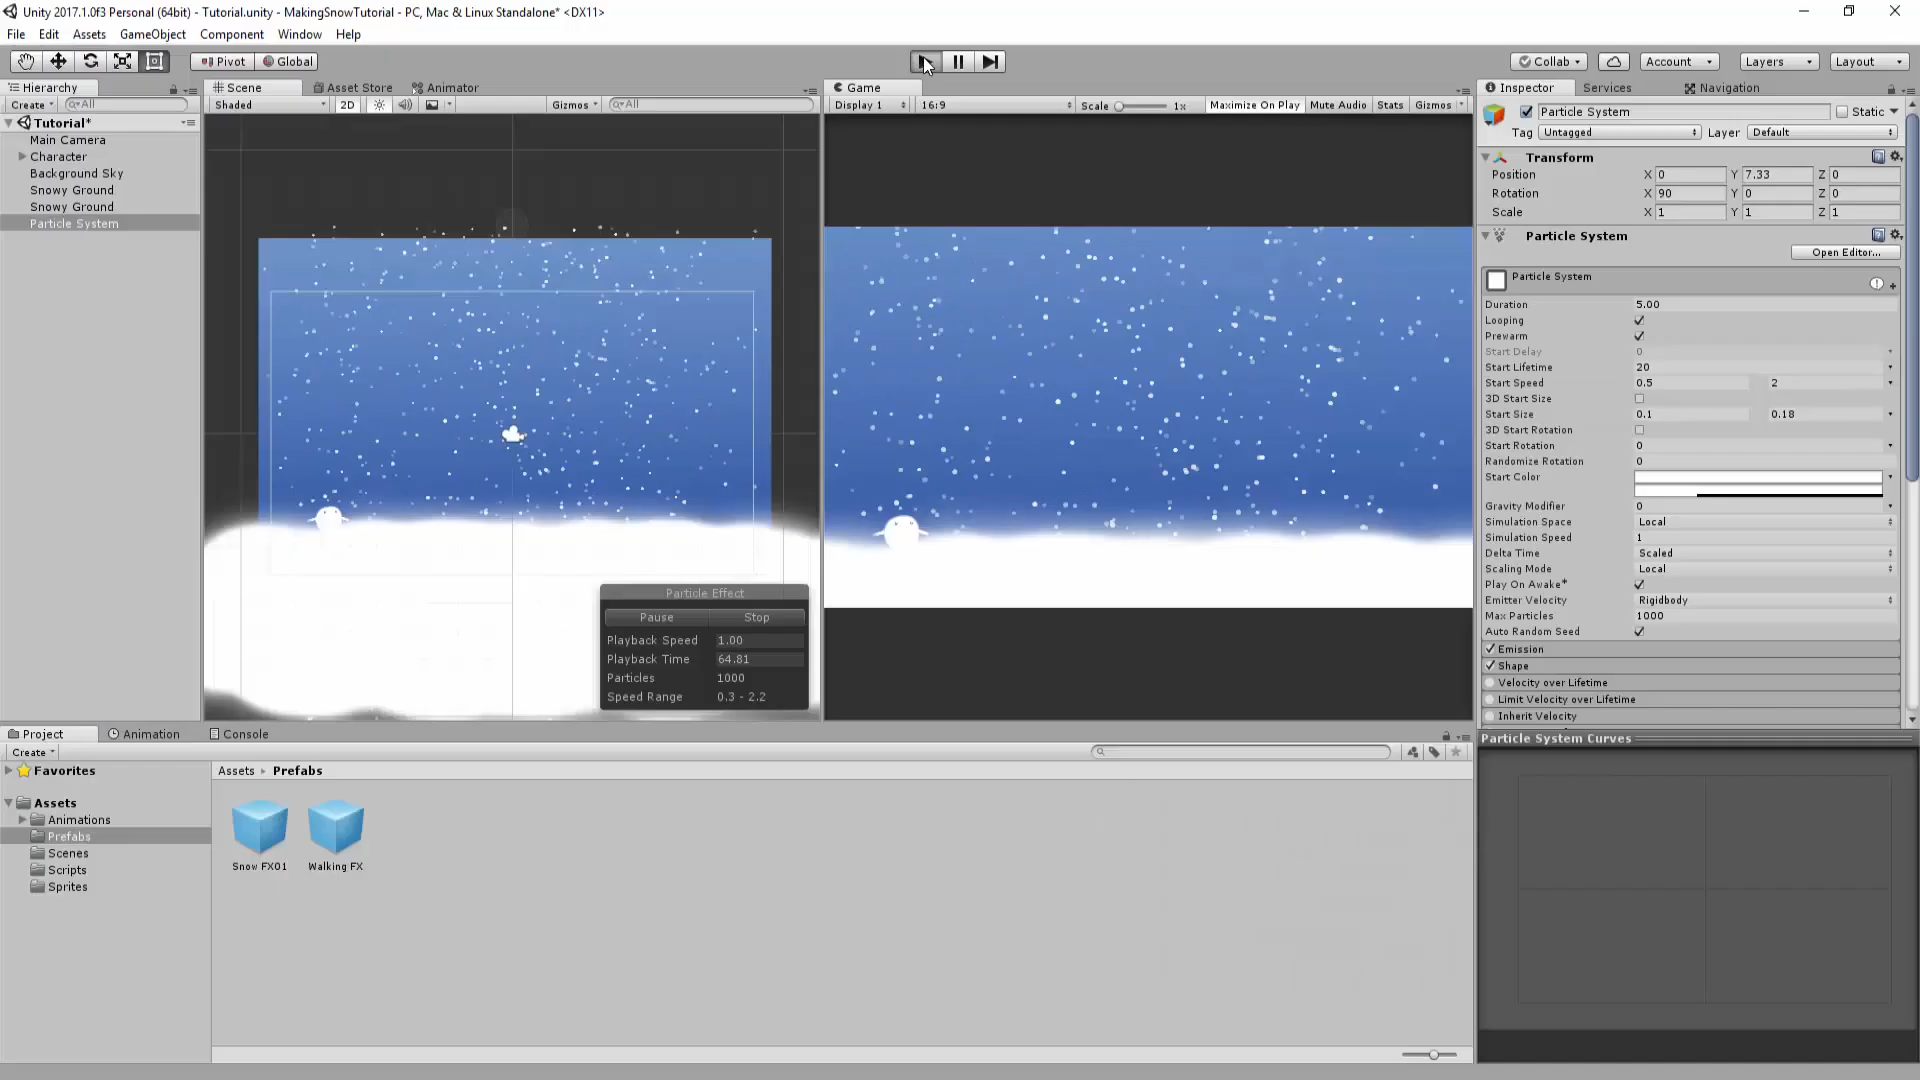 Unity 2017.1.0f3 Personal (64bit) - Tutorial.unity - MakingSnowTutorial - PC, Mac & Linux Standalone* <DX11>
File Edit Assets GameObject Component Window Help
Pivot Global Collab Account Layers Layout
Hierarchy Scene Asset Store Animator Game Inspector Services Navigation
Create All Shaded 2D Gizmos All Display 1 16:9 Scale 1x Maximize On Play Mute Audio Stats Gizmos
Particle System Static
Tutorial*
Tag Untagged Layer Default
Main Camera
Character
Background Sky
Snowy Ground
Snowy Ground
Particle System
Transform
Position X 0 Y 7.33 Z 0
Rotation X 90 Y 0 Z 0
Scale X 1 Y 1 Z 1
Particle System
Open Editor...
Particle System
Duration 5.00
Looping
Prewarm
Start Delay 0
Start Lifetime 20
Start Speed 0.5 2
3D Start Size
Start Size 0.1 0.18
3D Start Rotation
Start Rotation 0
Randomize Rotation 0
Start Color
Gravity Modifier 0
Simulation Space Local
Simulation Speed 1
Delta Time Scaled
Scaling Mode Local
Play On Awake*
Emitter Velocity Rigidbody
Max Particles 1000
Auto Random Seed
Emission
Shape
Velocity over Lifetime
Limit Velocity over Lifetime
Inherit Velocity
Particle System Curves
Particle Effect
Pause Stop
Playback Speed 1.00
Playback Time 64.81
Particles 1000
Speed Range 0.3 - 2.2
Project Animation Console
Create
Favorites
Assets
Animations
Prefabs
Scenes
Scripts
Sprites
Assets Prefabs
Snow FX01 Walking FX